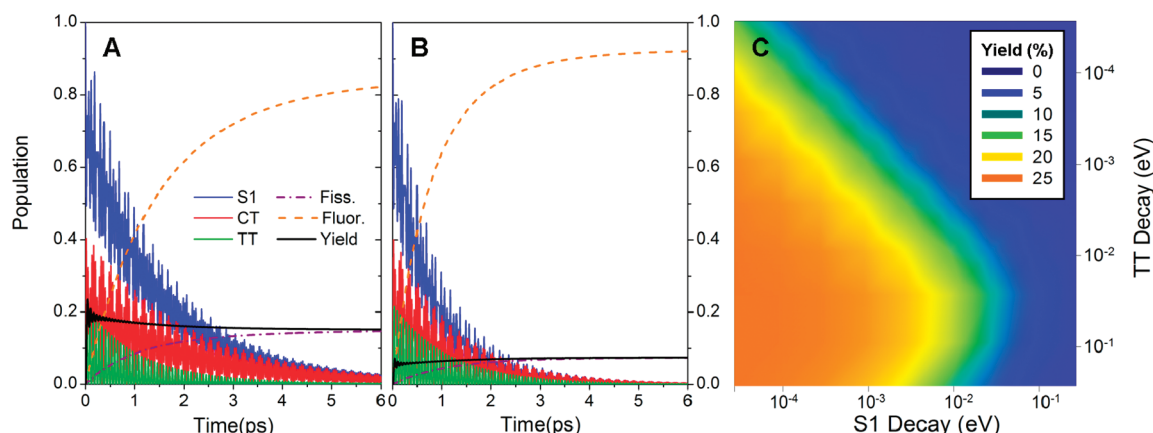 A
B
C
1.0
0.8
0.6
0.4
0.2
0.0
Population
S1
CT
TT
Fiss.
Fluor.
Yield
0 1 2 3 4 5 6
Time(ps)
0 1 2 3 4 5 6
Time(ps)
1.0
0.8
0.6
0.4
0.2
0.0
Yield (%)
0
5
10
15
20
25
10-4
10-3
10-2
10-1
TT Decay (eV)
10-4 10-3 10-2 10-1
S1 Decay (eV)